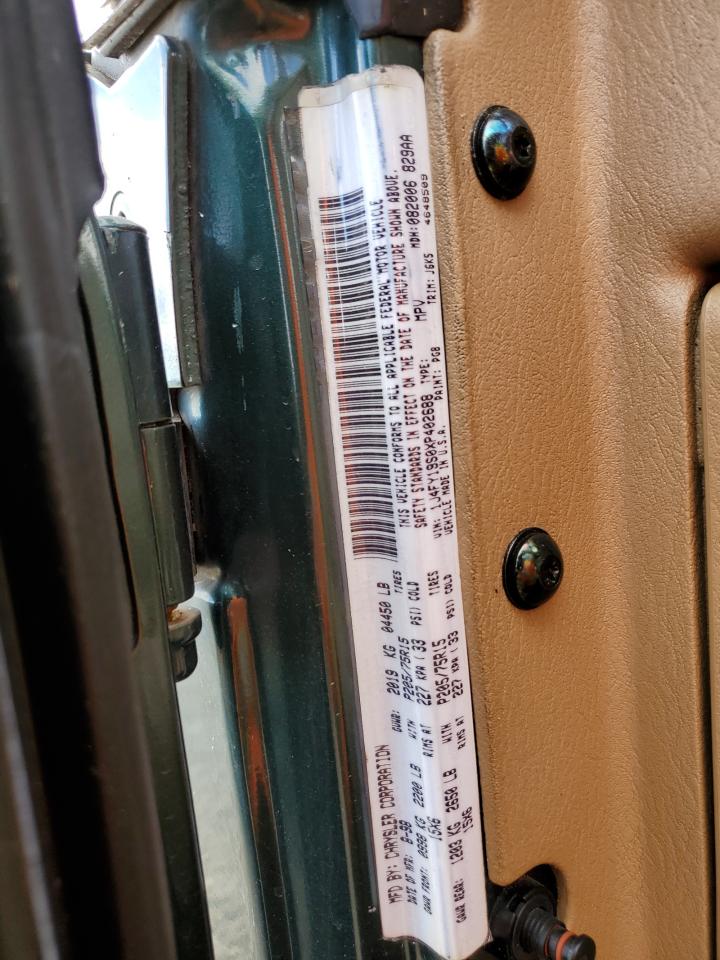 MFD BY: CHRYSLER CORPORATION
DATE OF MFR: 8-98 GVWR: 2019 KG 04450 LB
GAWR FRONT: 0998 KG 2200 LB WITH P205/75R15 TIRES
15X6 RIMS AT 227 KPA ( 33 PSI) COLD
GAWR REAR: 1203 KG 2650 LB WITH P205/75R15 TIRES
15X6 RIMS AT 227 KPA ( 33 PSI) COLD
THIS VEHICLE CONFORMS TO ALL APPLICABLE FEDERAL MOTOR VEHICLE
SAFETY STANDARDS IN EFFECT ON THE DATE OF MANUFACTURE SHOWN ABOVE.
VIN: 1J4FY19S0XP402688 TYPE: MPV MDH: 082006 829AA
VEHICLE MADE IN U.S.A. PAINT: PG8 TRIM: J6K5 4648509